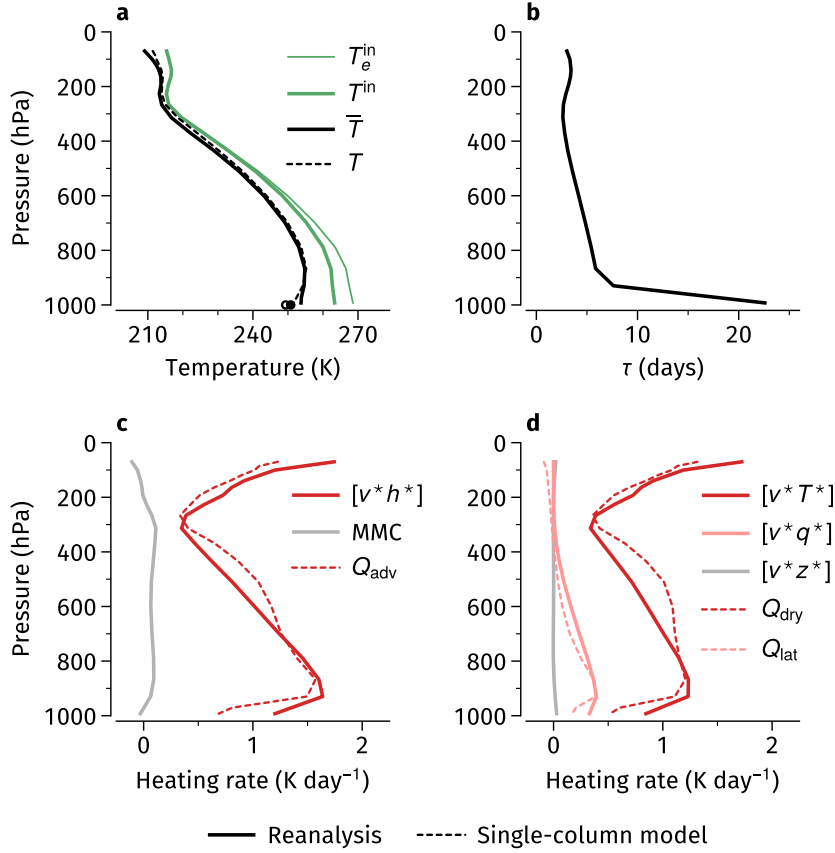 a
0
200
400
600
800
1000
Pressure (hPa)
210 240 270
Temperature (K)
T_e^in
T^in
T̅
T
b
0
200
400
600
800
1000
0 10 20
τ (days)
c
0
200
400
600
800
1000
Pressure (hPa)
0 1 2
Heating rate (K day⁻¹)
[v*h*]
MMC
Q_adv
d
0
200
400
600
800
1000
0 1 2
Heating rate (K day⁻¹)
[v*T*]
[v*q*]
[v*z*]
Q_dry
Q_lat
Reanalysis Single-column model